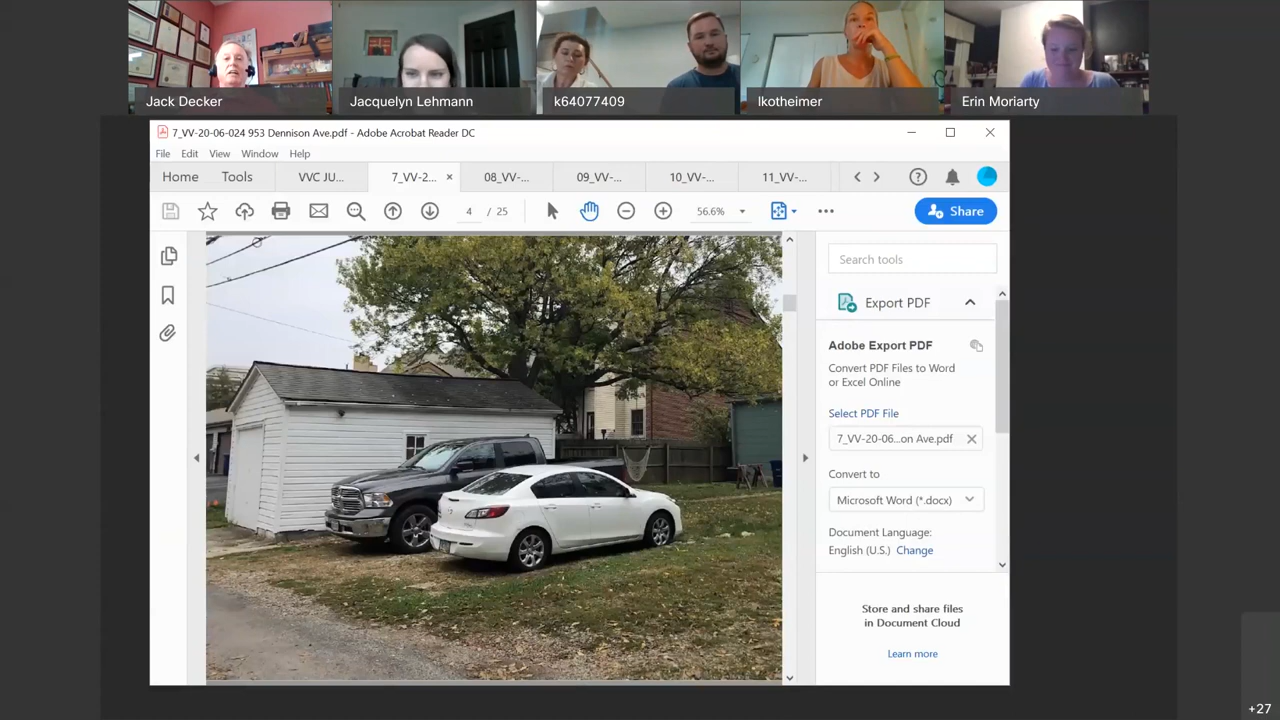 Jack Decker
Jacquelyn Lehmann
k64077409
lkotheimer
Erin Moriarty
7_VV-20-06-024 953 Dennison Ave.pdf - Adobe Acrobat Reader DC
File Edit View Window Help
Home Tools VVC JU... 7_VV-2... × 08_VV-... 09_VV-... 10_VV-... 11_VV-...
4 / 25 56.6% Share
Search tools
Export PDF
Adobe Export PDF
Convert PDF Files to Word
or Excel Online
Select PDF File
7_VV-20-06...on Ave.pdf
Convert to
Microsoft Word (*.docx)
Document Language:
English (U.S.) Change
Store and share files
in Document Cloud
Learn more
+27